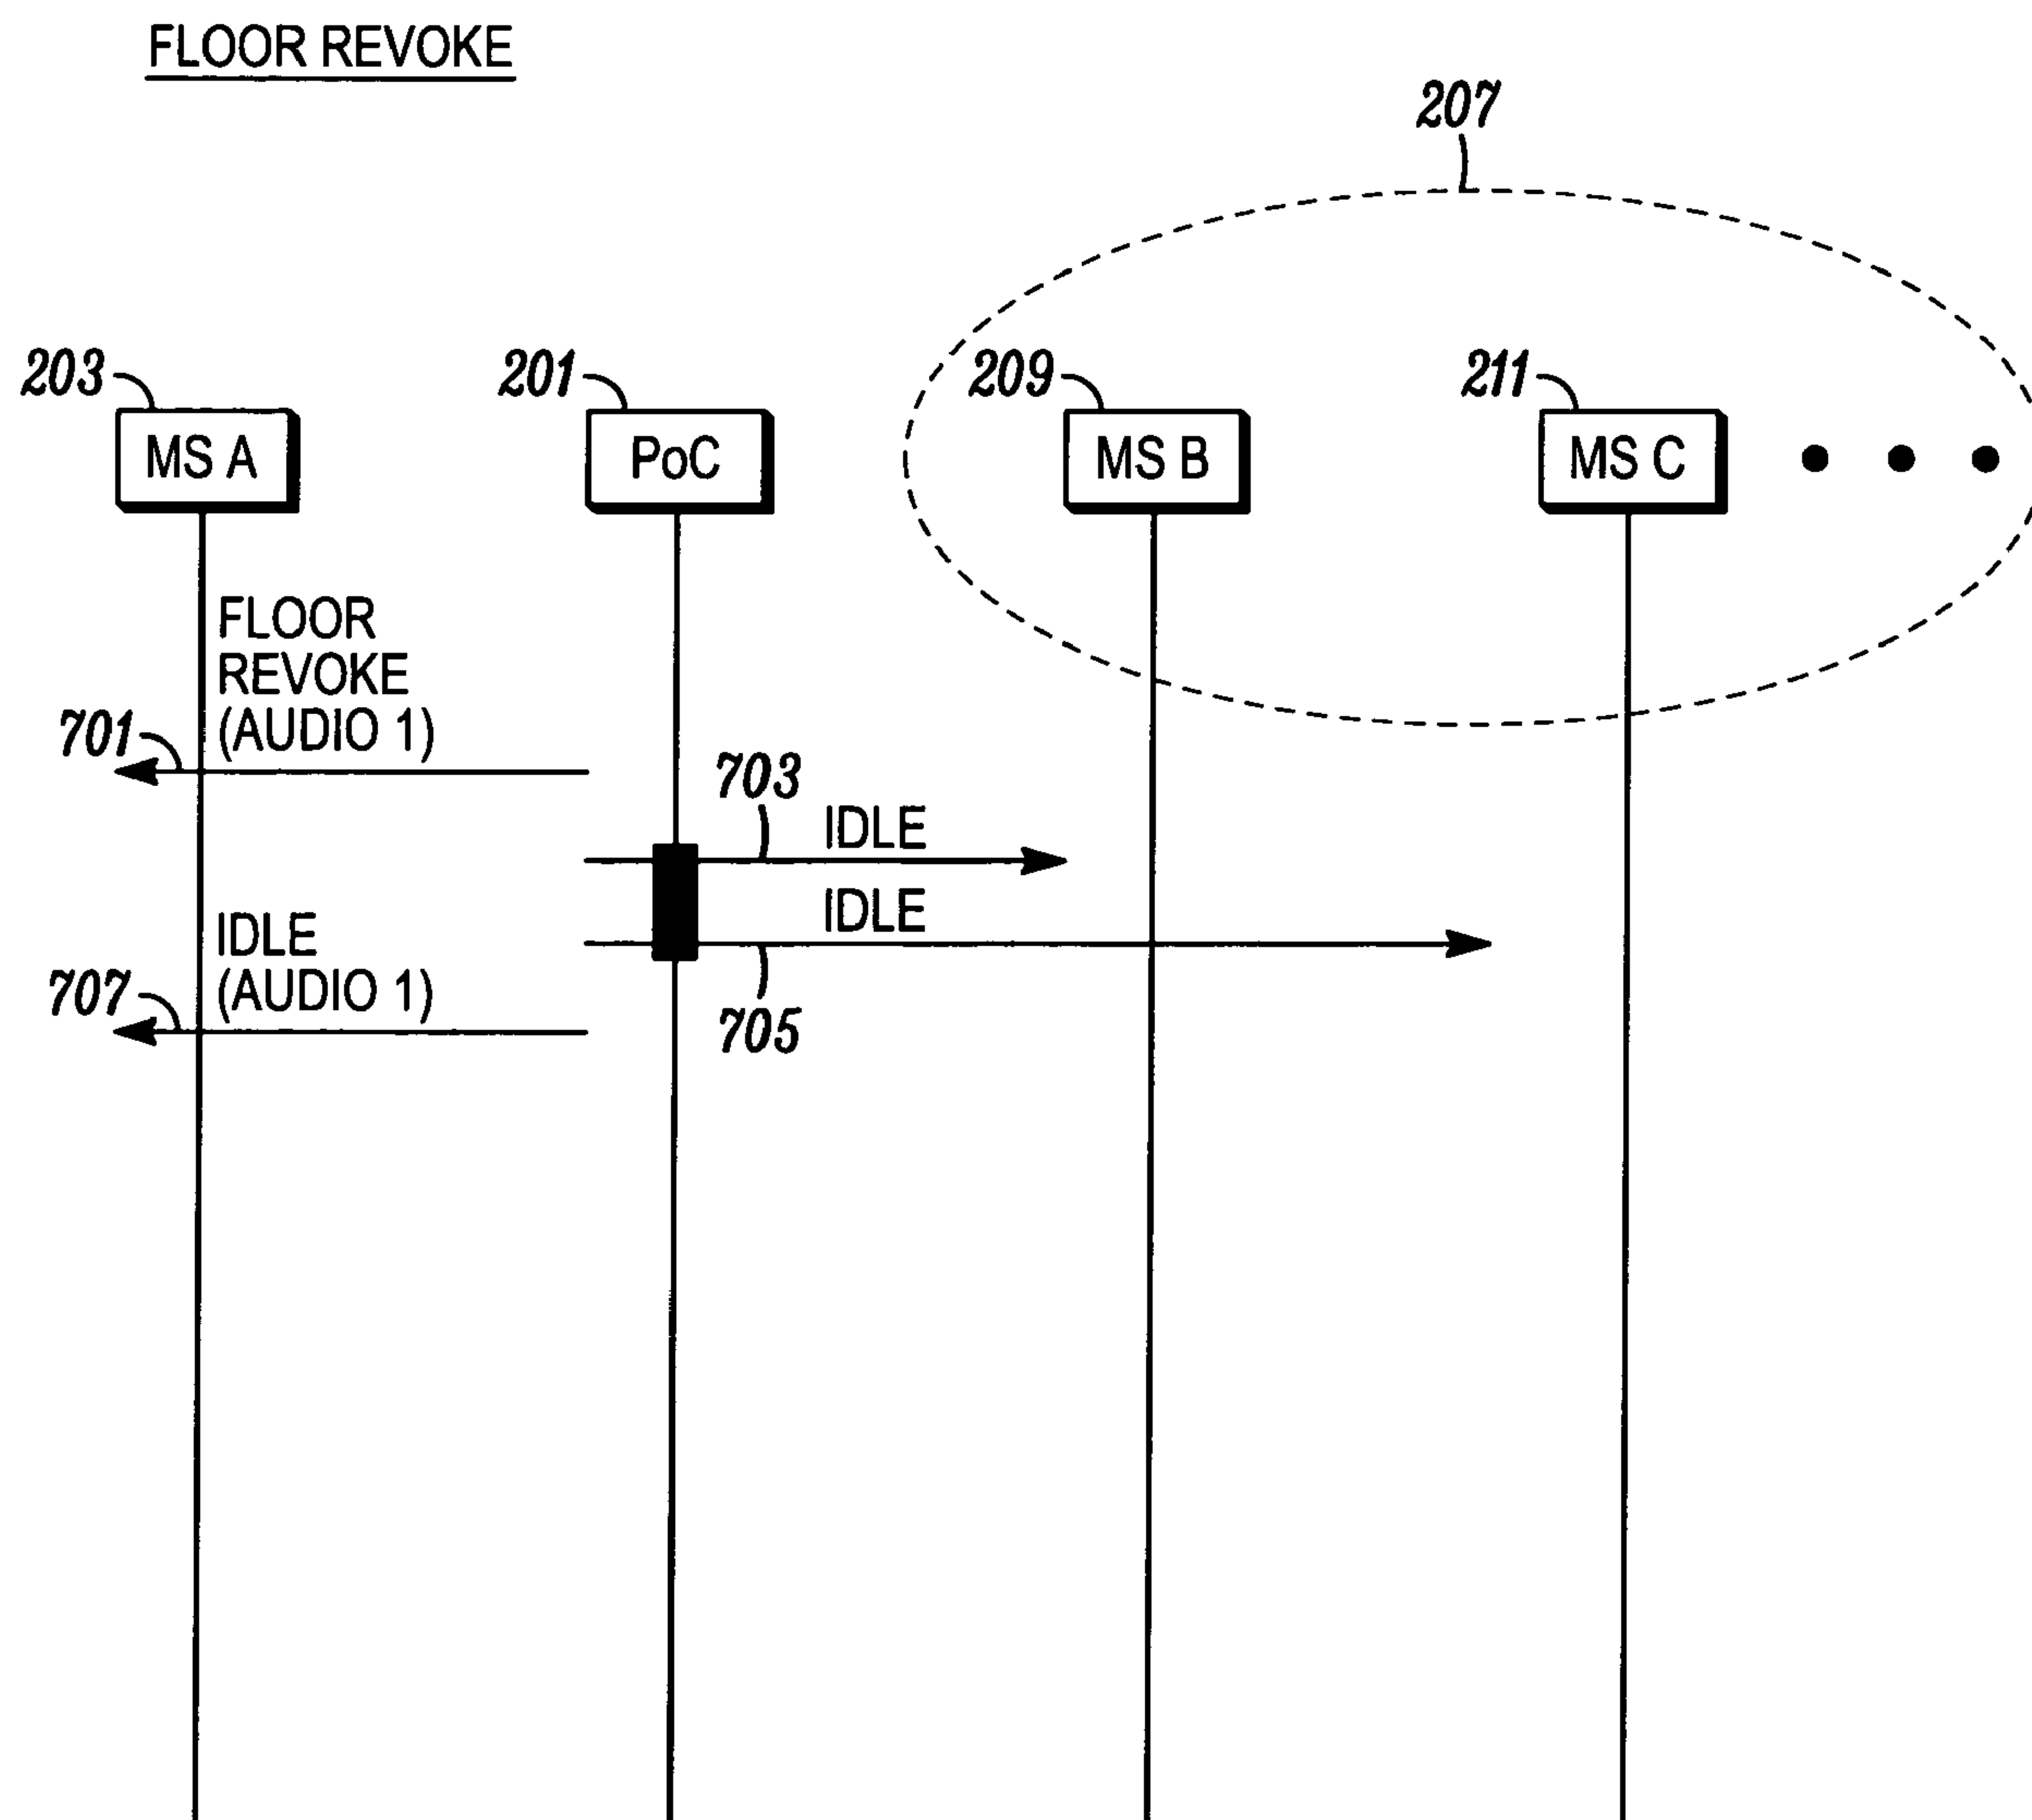 FLOOR REVOKE
207
203
201
209
211
MS A
PoC
MS B
MS C
FLOOR
REVOKE
(AUDIO 1)
701
703
IDLE
IDLE
IDLE
(AUDIO 1)
707
705